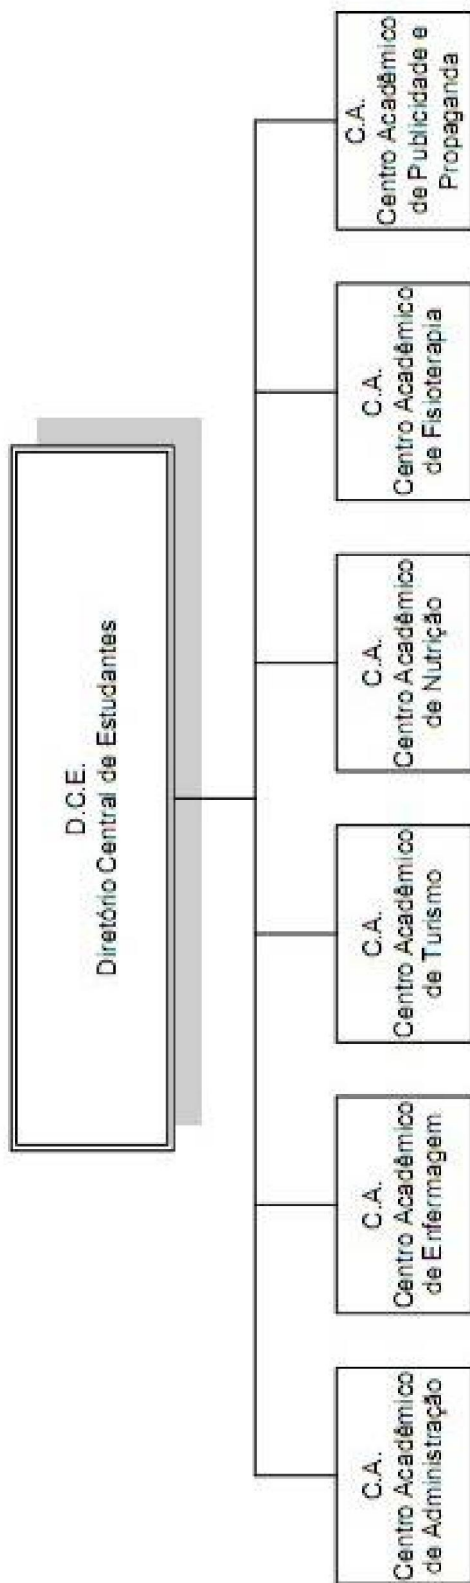 D.C.E.
Diretório Central de Estudantes
C.A.
Centro Acadêmico
de Administração
C.A.
Centro Acadêmico
de Enfermagem
C.A.
Centro Acadêmico
de Turismo
C.A.
Centro Acadêmico
de Nutrição
C.A.
Centro Acadêmico
de Fisioterapia
C.A.
Centro Acadêmico
de Publicidade e
Propaganda